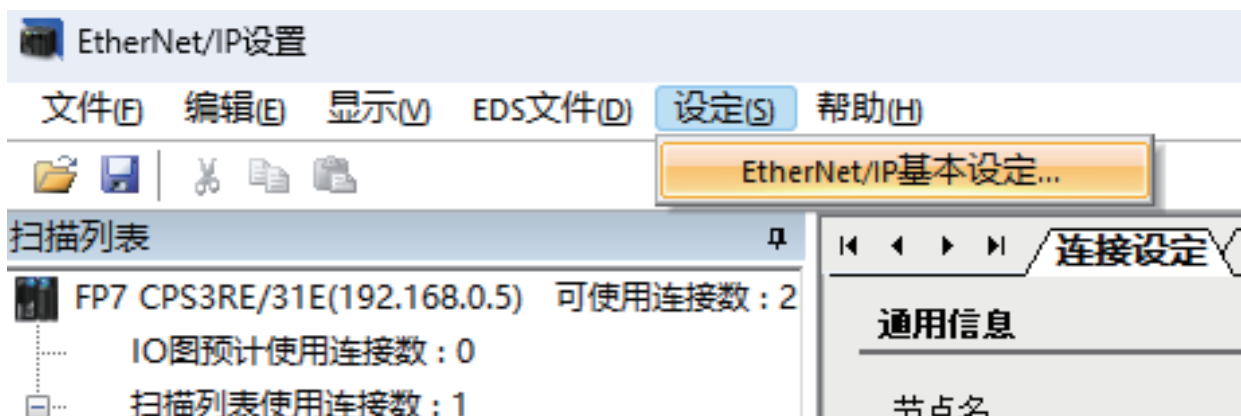 EtherNet/IP设置
文件(F) 编辑(E) 显示(V) EDS文件(D) 设定(S) 帮助(H)
EtherNet/IP基本设定...
扫描列表
连接设定
FP7 CPS3RE/31E(192.168.0.5) 可使用连接数：2
通用信息
IO图预计使用连接数：0
扫描列表使用连接数：1
节点名